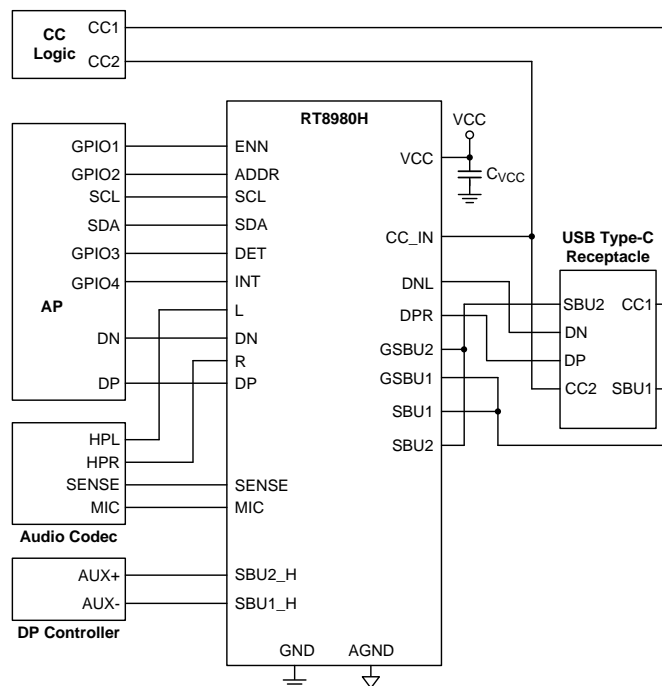 CC
Logic
CC1
CC2
RT8980H
AP
GPIO1
GPIO2
SCL
SDA
GPIO3
GPIO4
DN
DP
ENN
ADDR
SCL
SDA
DET
INT
L
DN
R
DP
SENSE
MIC
SBU2_H
SBU1_H
HPL
HPR
SENSE
MIC
Audio Codec
AUX+
AUX-
DP Controller
VCC
VCC
CVCC
CC_IN
DNL
DPR
GSBU2
GSBU1
SBU1
SBU2
USB Type-C
Receptacle
SBU2
DN
DP
CC2
CC1
SBU1
GND
AGND